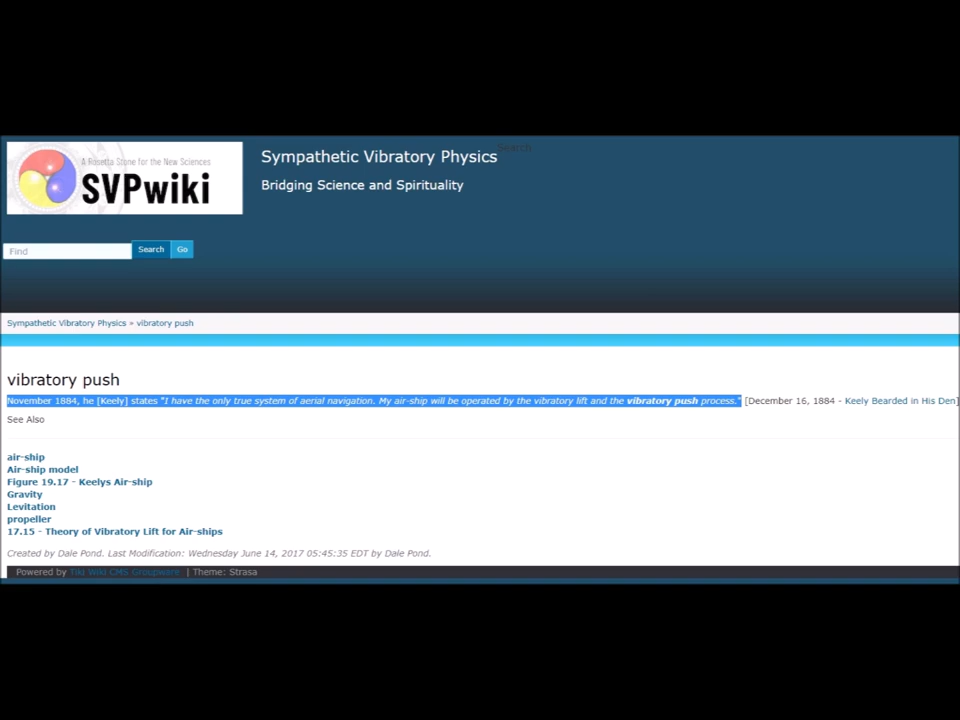 Search
A Rosetta Stone for the New Sciences
SVPwiki
Sympathetic Vibratory Physics
Bridging Science and Spirituality
Find
Search
Go
Sympathetic Vibratory Physics » vibratory push
vibratory push
November 1884, he [Keely] states "I have the only true system of aerial navigation. My air-ship will be operated by the vibratory lift and the vibratory push process." [December 16, 1884 - Keely Bearded in His Den]
See Also
air-ship
Air-ship model
Figure 19.17 - Keelys Air-ship
Gravity
Levitation
propeller
17.15 - Theory of Vibratory Lift for Air-ships
Created by Dale Pond. Last Modification: Wednesday June 14, 2017 05:45:35 EDT by Dale Pond.
Powered by Tiki Wiki CMS Groupware | Theme: Strasa